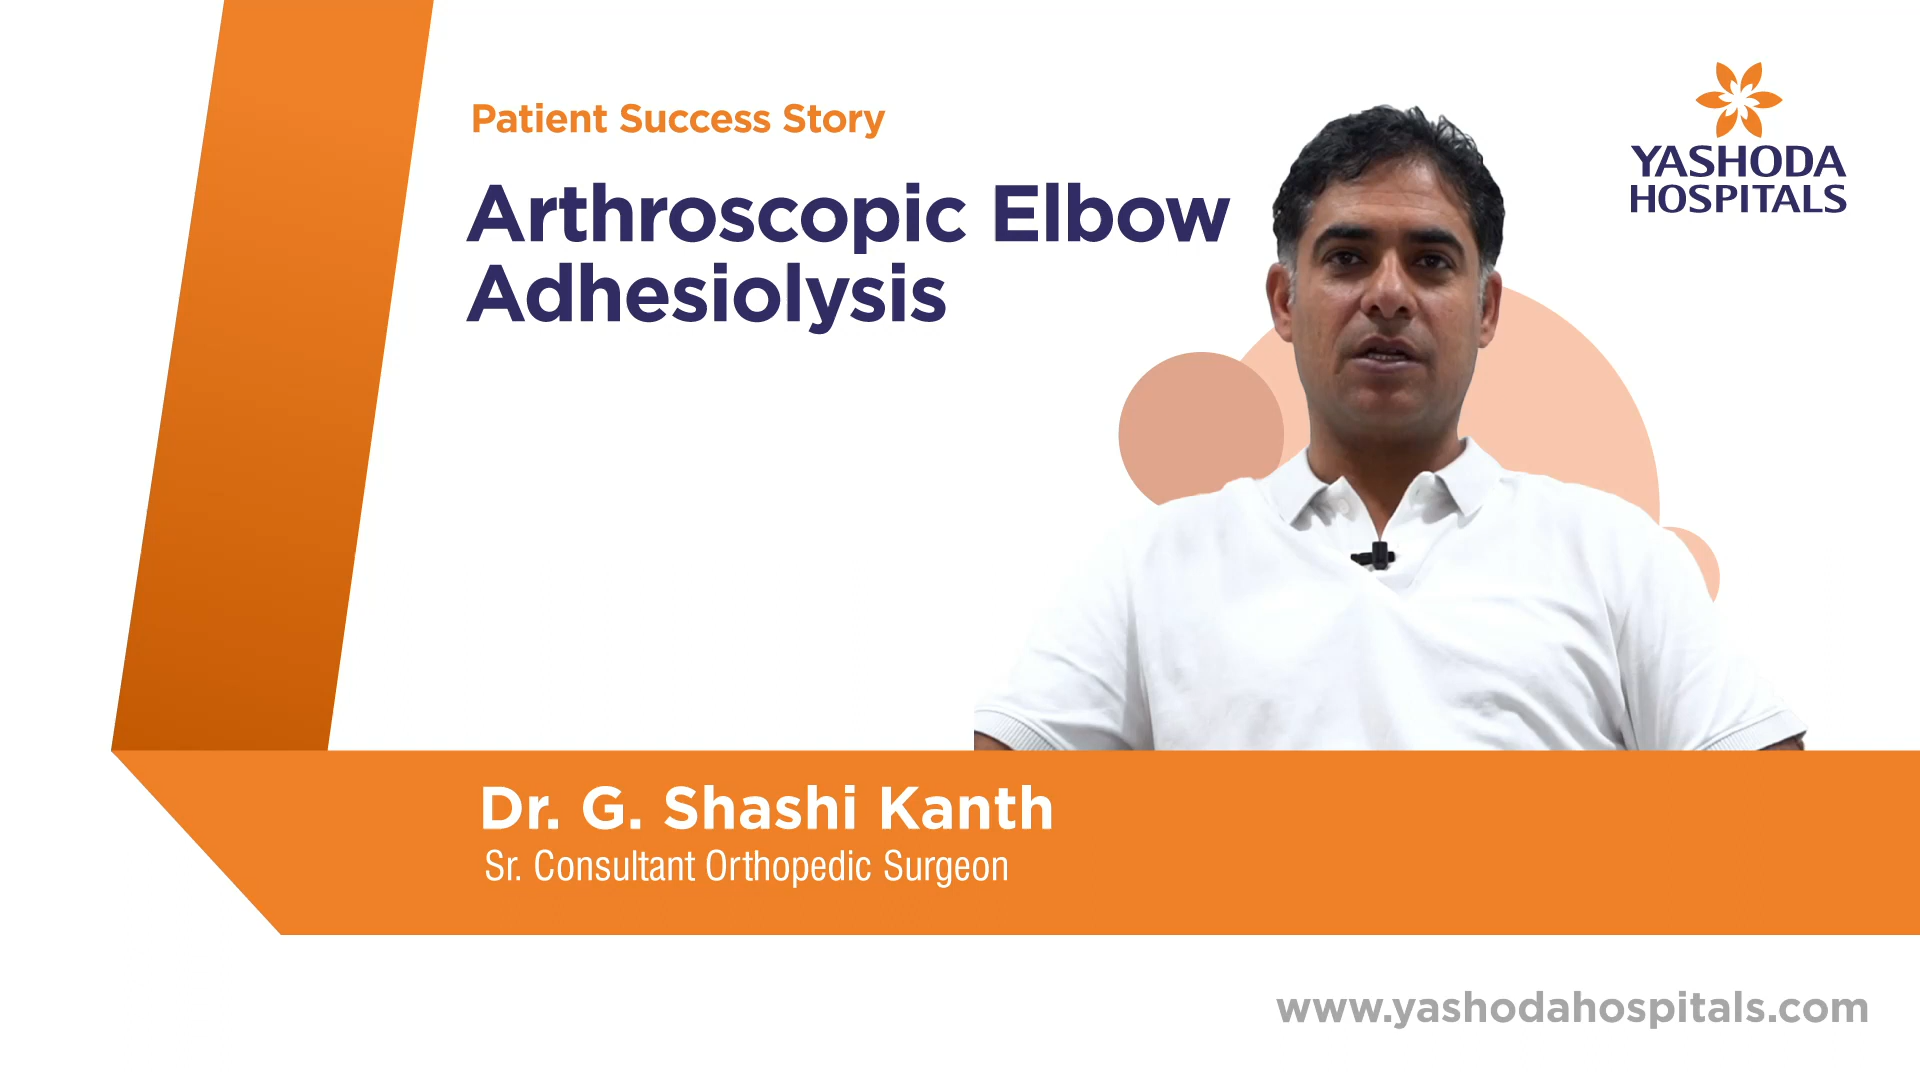 Patient Success Story
Arthroscopic Elbow
Adhesiolysis
YASHODA
HOSPITALS
Dr. G. Shashi Kanth
Sr. Consultant Orthopedic Surgeon
www.yashodahospitals.com